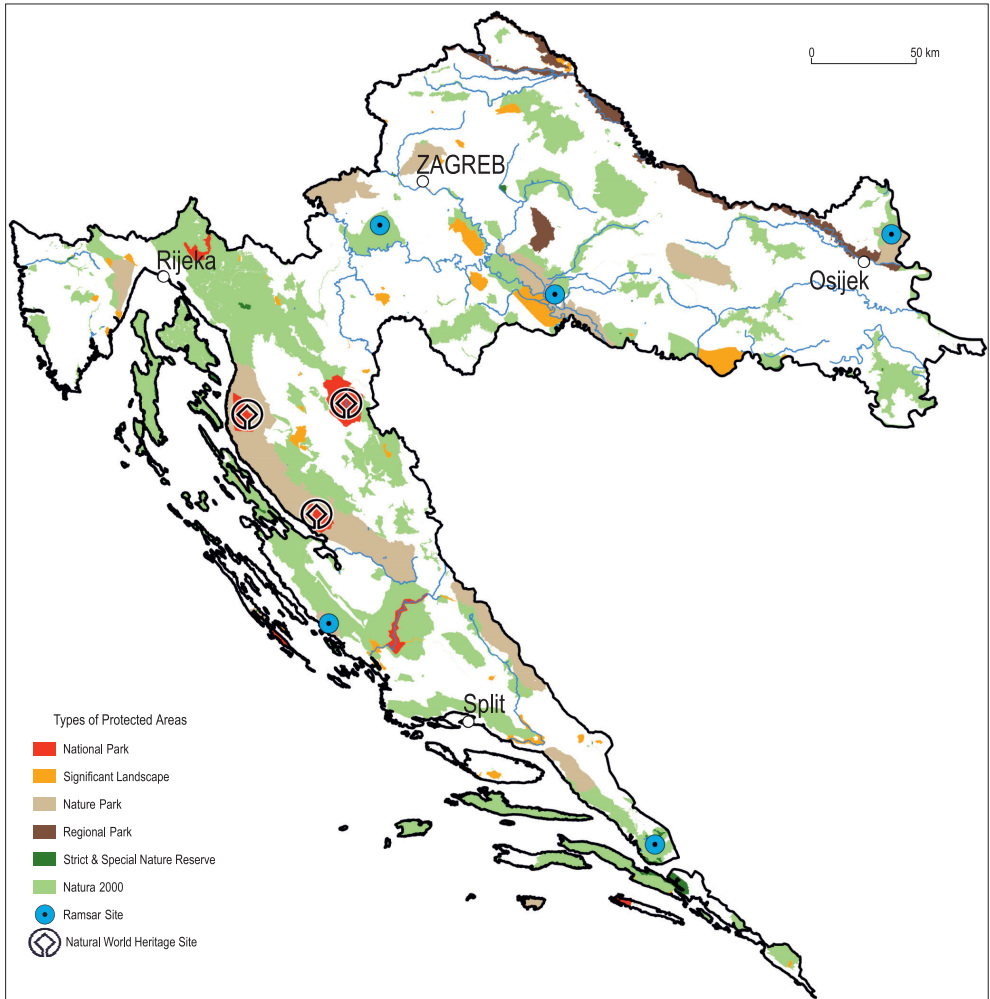 0 50 km
ZAGREB
Rijeka
Osijek
Split
Types of Protected Areas
National Park
Significant Landscape
Nature Park
Regional Park
Strict & Special Nature Reserve
Natura 2000
Ramsar Site
Natural World Heritage Site